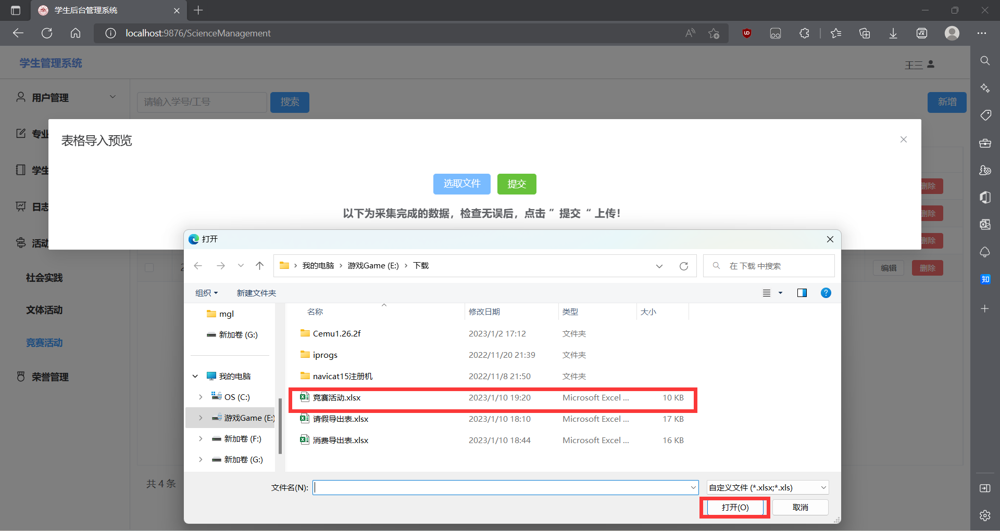 学生后台管理系统
localhost:9876/ScienceManagement
学生管理系统
王三
用户管理
请输入学号/工号
搜索
新增
专业
表格导入预览
学生
选取文件
提交
删除
日志
以下为采集完成的数据，检查无误后，点击 ” 提交 “ 上传！
删除
活动
删除
打开
2
我的电脑 > 游戏Game (E:) > 下载
在 下载 中搜索
编辑
删除
组织
新建文件夹
社会实践
文体活动
竞赛活动
荣誉管理
mgl
新加卷 (G:)
我的电脑
OS (C:)
游戏Game (E:)
新加卷 (F:)
新加卷 (G:)
名称 修改日期 类型 大小
Cemu1.26.2f 2023/1/2 17:12 文件夹
iprogs 2022/11/20 21:39 文件夹
navicat15注册机 2022/11/8 21:50 文件夹
竞赛活动.xlsx 2023/1/10 19:20 Microsoft Excel ... 10 KB
请假导出表.xlsx 2023/1/10 18:10 Microsoft Excel ... 17 KB
消费导出表.xlsx 2023/1/10 18:44 Microsoft Excel ... 16 KB
共 4 条
文件名(N):
自定义文件 (*.xlsx;*.xls)
打开(O)
取消
知